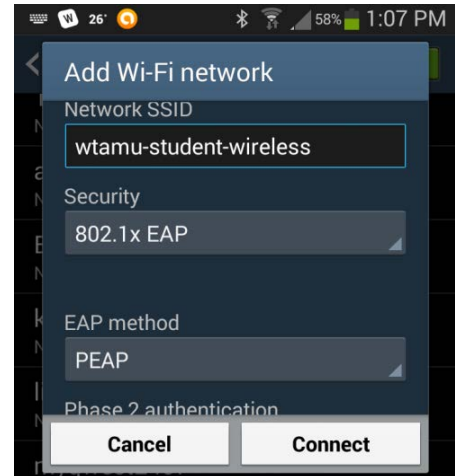 26° 58% 1:07 PM
Add Wi-Fi network
Network SSID
wtamu-student-wireless
Security
802.1x EAP
EAP method
PEAP
Phase 2 authentication
Cancel Connect